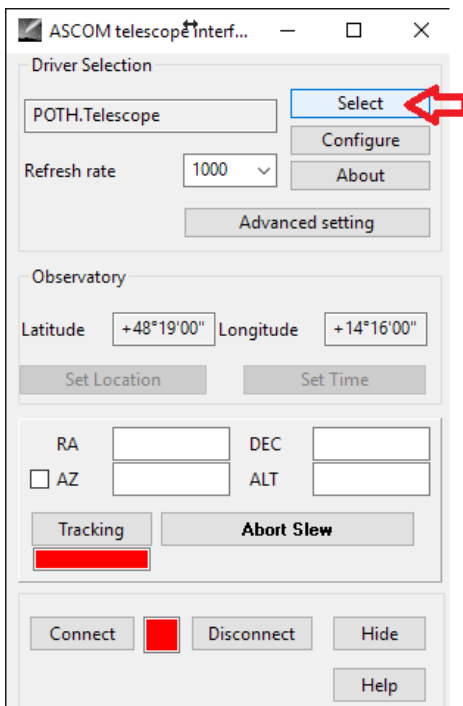 ASCOM telescope interf...
Driver Selection
POTH.Telescope
Select
Configure
Refresh rate
1000
About
Advanced setting
Observatory
Latitude +48°19'00" Longitude +14°16'00"
Set Location Set Time
RA DEC
AZ ALT
Tracking Abort Slew
Connect Disconnect Hide
Help